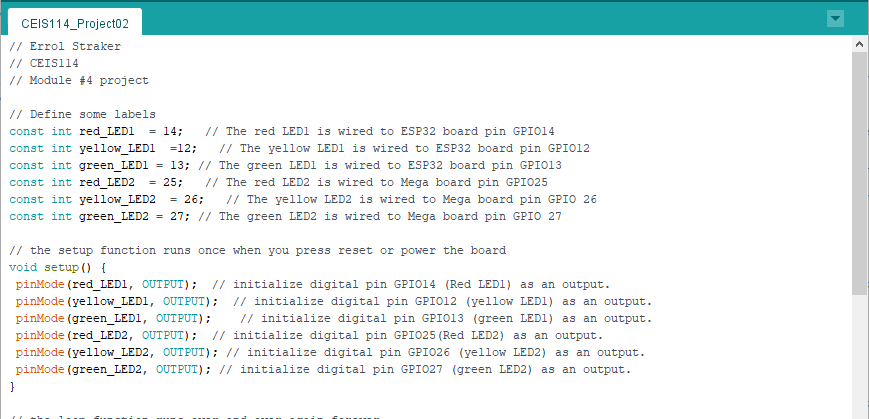 CEIS114_Project02
// Errol Straker
// CEIS114
// Module #4 project
// Define some labels
const int red_LED1  = 14;   // The red LED1 is wired to ESP32 board pin GPIO14
const int yellow_LED1  =12;   // The yellow LED1 is wired to ESP32 board pin GPIO12
const int green_LED1 = 13; // The green LED1 is wired to ESP32 board pin GPIO13
const int red_LED2  = 25;   // The red LED2 is wired to Mega board pin GPIO25
const int yellow_LED2  = 26;   // The yellow LED2 is wired to Mega board pin GPIO 26
const int green_LED2 = 27; // The green LED2 is wired to Mega board pin GPIO 27
// the setup function runs once when you press reset or power the board
void setup() {
 pinMode(red_LED1, OUTPUT);  // initialize digital pin GPIO14 (Red LED1) as an output.
 pinMode(yellow_LED1, OUTPUT);  // initialize digital pin GPIO12 (yellow LED1) as an output.
 pinMode(green_LED1, OUTPUT);    // initialize digital pin GPIO13 (green LED1) as an output.
 pinMode(red_LED2, OUTPUT);  // initialize digital pin GPIO25(Red LED2) as an output.
 pinMode(yellow_LED2, OUTPUT); // initialize digital pin GPIO26 (yellow LED2) as an output.
 pinMode(green_LED2, OUTPUT); // initialize digital pin GPIO27 (green LED2) as an output.
}
// the loop function runs over and over again forever